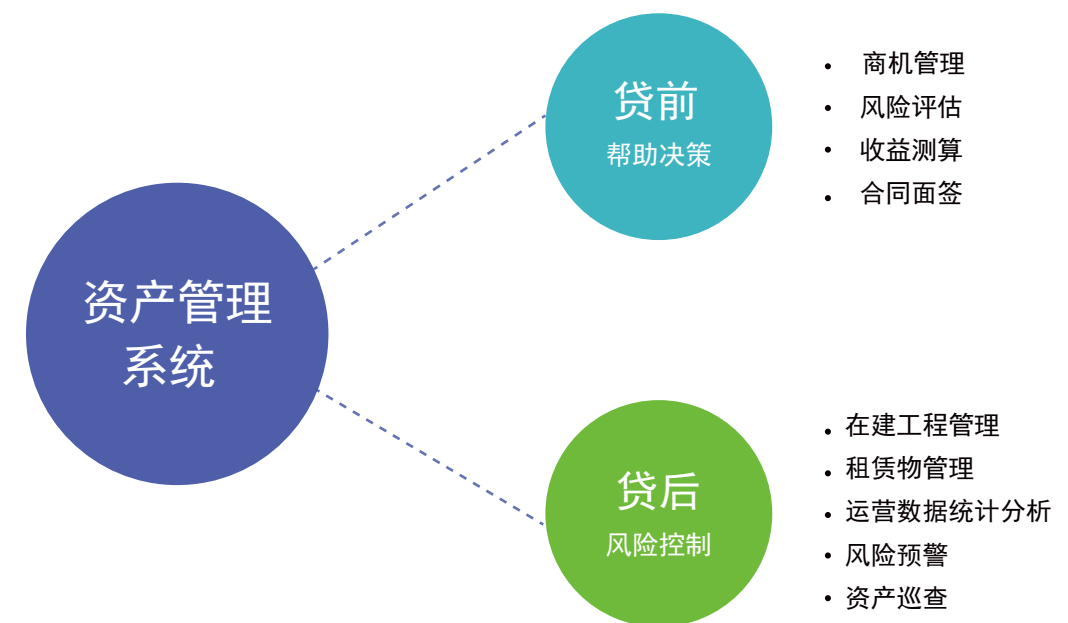 资产管理
系统
贷前
帮助决策
• 商机管理
• 风险评估
• 收益测算
• 合同面签
贷后
风险控制
• 在建工程管理
• 租赁物管理
• 运营数据统计分析
• 风险预警
• 资产巡查